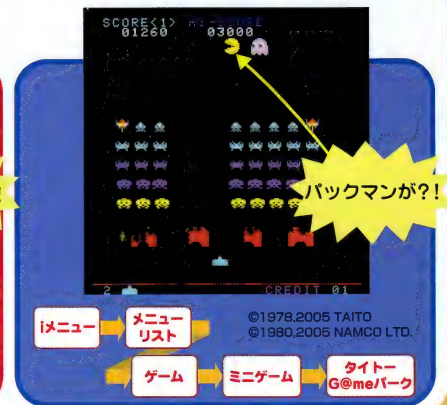 SCORE<1> HI-SCORE
01260 03000
パックマンが?!
2 CREDIT 01
©1978,2005 TAITO
©1980,2005 NAMCO LTD.
iメニュー
メニュー
リスト
ゲーム
ミニゲーム
タイトー
G@meパーク